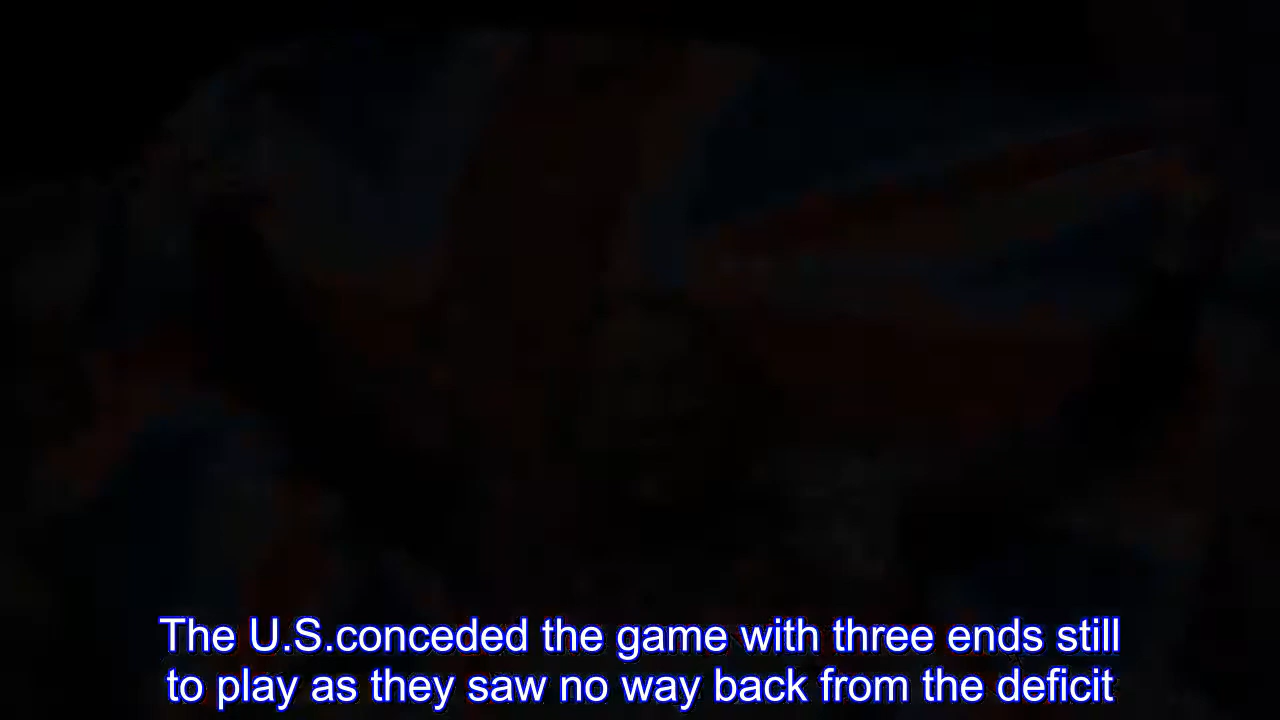 The U.S.conceded the game with three ends still
to play as they saw no way back from the deficit